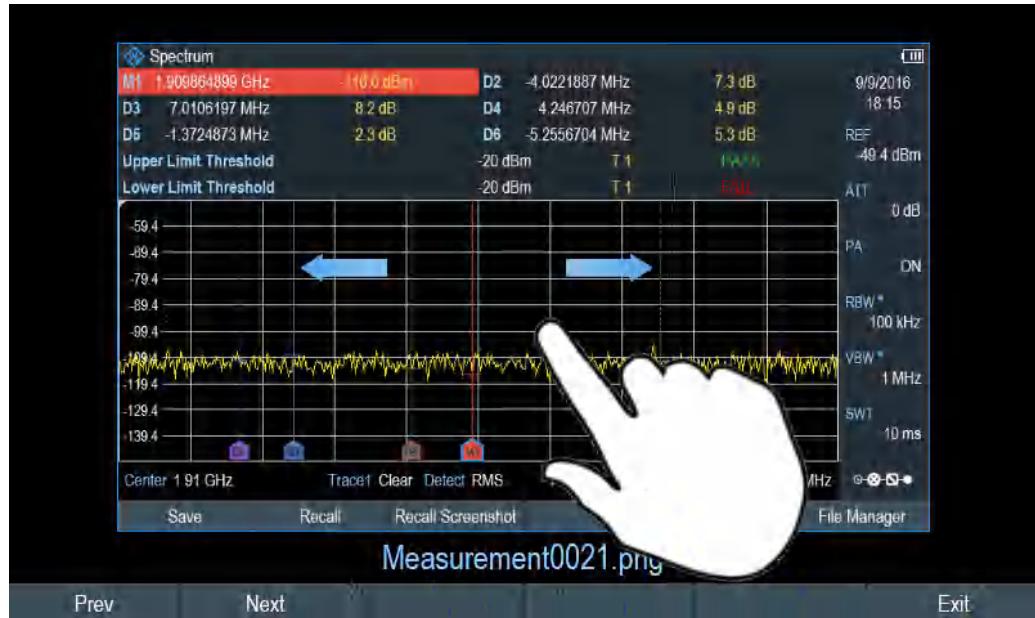 Spectrum
M1 1.909864899 GHz -110.0 dBm D2 -4.0221887 MHz 7.3 dB 9/9/2016
D3 7.0106197 MHz 8.2 dB D4 4.246707 MHz 4.9 dB 18:15
D5 -1.3724873 MHz 2.3 dB D6 -5.2556704 MHz 5.3 dB REF
Upper Limit Threshold -20 dBm T 1 PASS -49.4 dBm
Lower Limit Threshold -20 dBm T 1 FAIL ATT
0 dB
-59.4
PA
-69.4
ON
-79.4
-89.4
RBW*
100 kHz
-99.4
-109.4
VBW*
-119.4
1 MHz
-129.4
SWT
-139.4
10 ms
M1
Center 1.91 GHz Trace1 Clear Detect RMS MHz
Save Recall Recall Screenshot File Manager
Measurement0021.png
Prev Next Exit